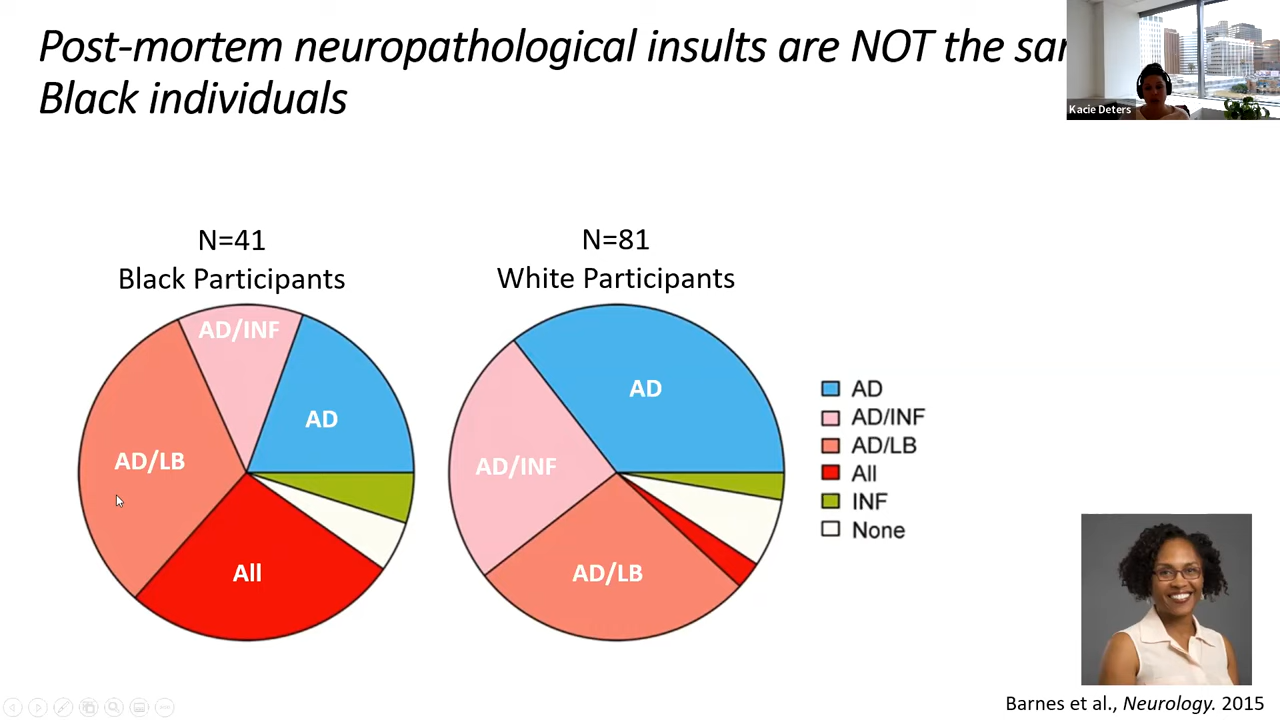 Post-mortem neuropathological insults are NOT the
Black individuals
Kacie Deters
N=41
Black Participants
N=81
White Participants
AD/INF
AD
AD/LB
All
AD
AD/INF
AD/LB
AD
AD/INF
AD/LB
All
INF
None
Barnes et al., Neurology. 2015